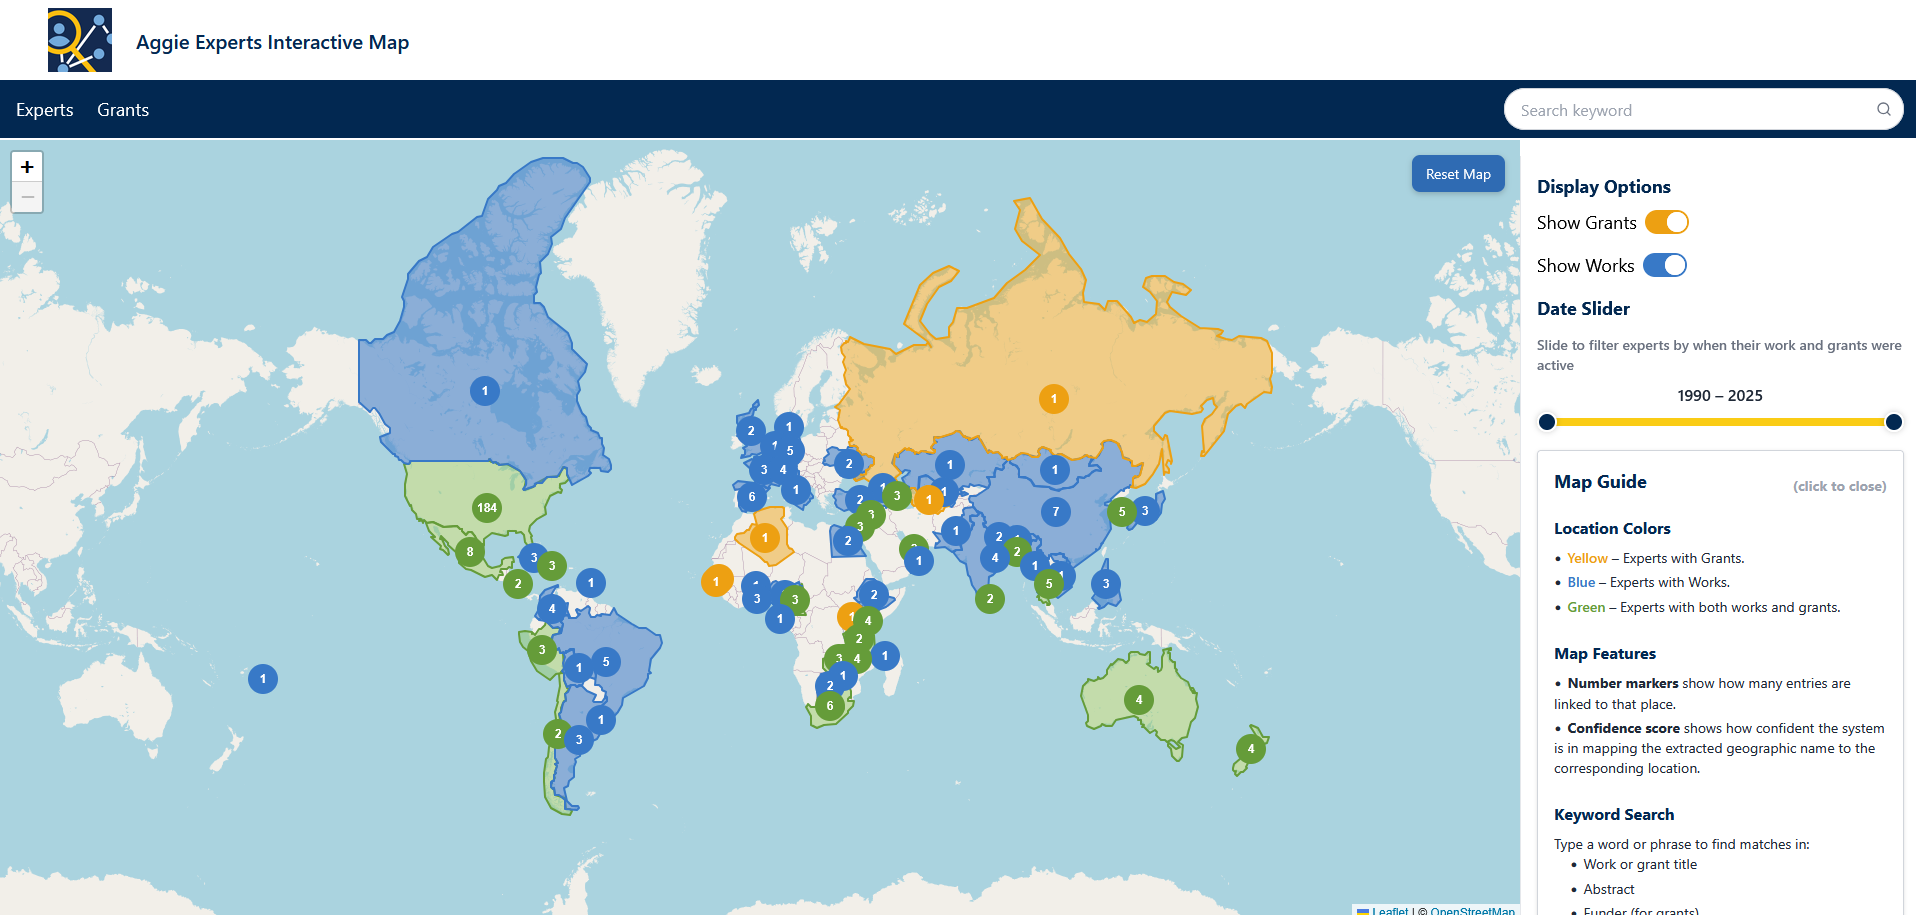 Aggie Experts Interactive Map
Experts Grants
Search keyword
+
−
Reset Map
1
184
8
3
3
2
1
4
3
1
5
1
2
3
1
2
1
1
5
3
4
1
6
2
1
1
2
1
3
1
1
3
3
2
1
1
1
7
5
3
1
2
4
2
1
5
3
2
1
1
3
3
1
2
1
4
2
3
4
1
1
2
6
4
4
1
Display Options
Show Grants
Show Works
Date Slider
Slide to filter experts by when their work and grants were
active
1990 – 2025
Map Guide
(click to close)
Location Colors
• Yellow – Experts with Grants.
• Blue – Experts with Works.
• Green – Experts with both works and grants.
Map Features
• Number markers show how many entries are
linked to that place.
• Confidence score shows how confident the system
is in mapping the extracted geographic name to the
corresponding location.
Keyword Search
Type a word or phrase to find matches in:
• Work or grant title
• Abstract
• Funder (for grants)
Leaflet | © OpenStreetMap